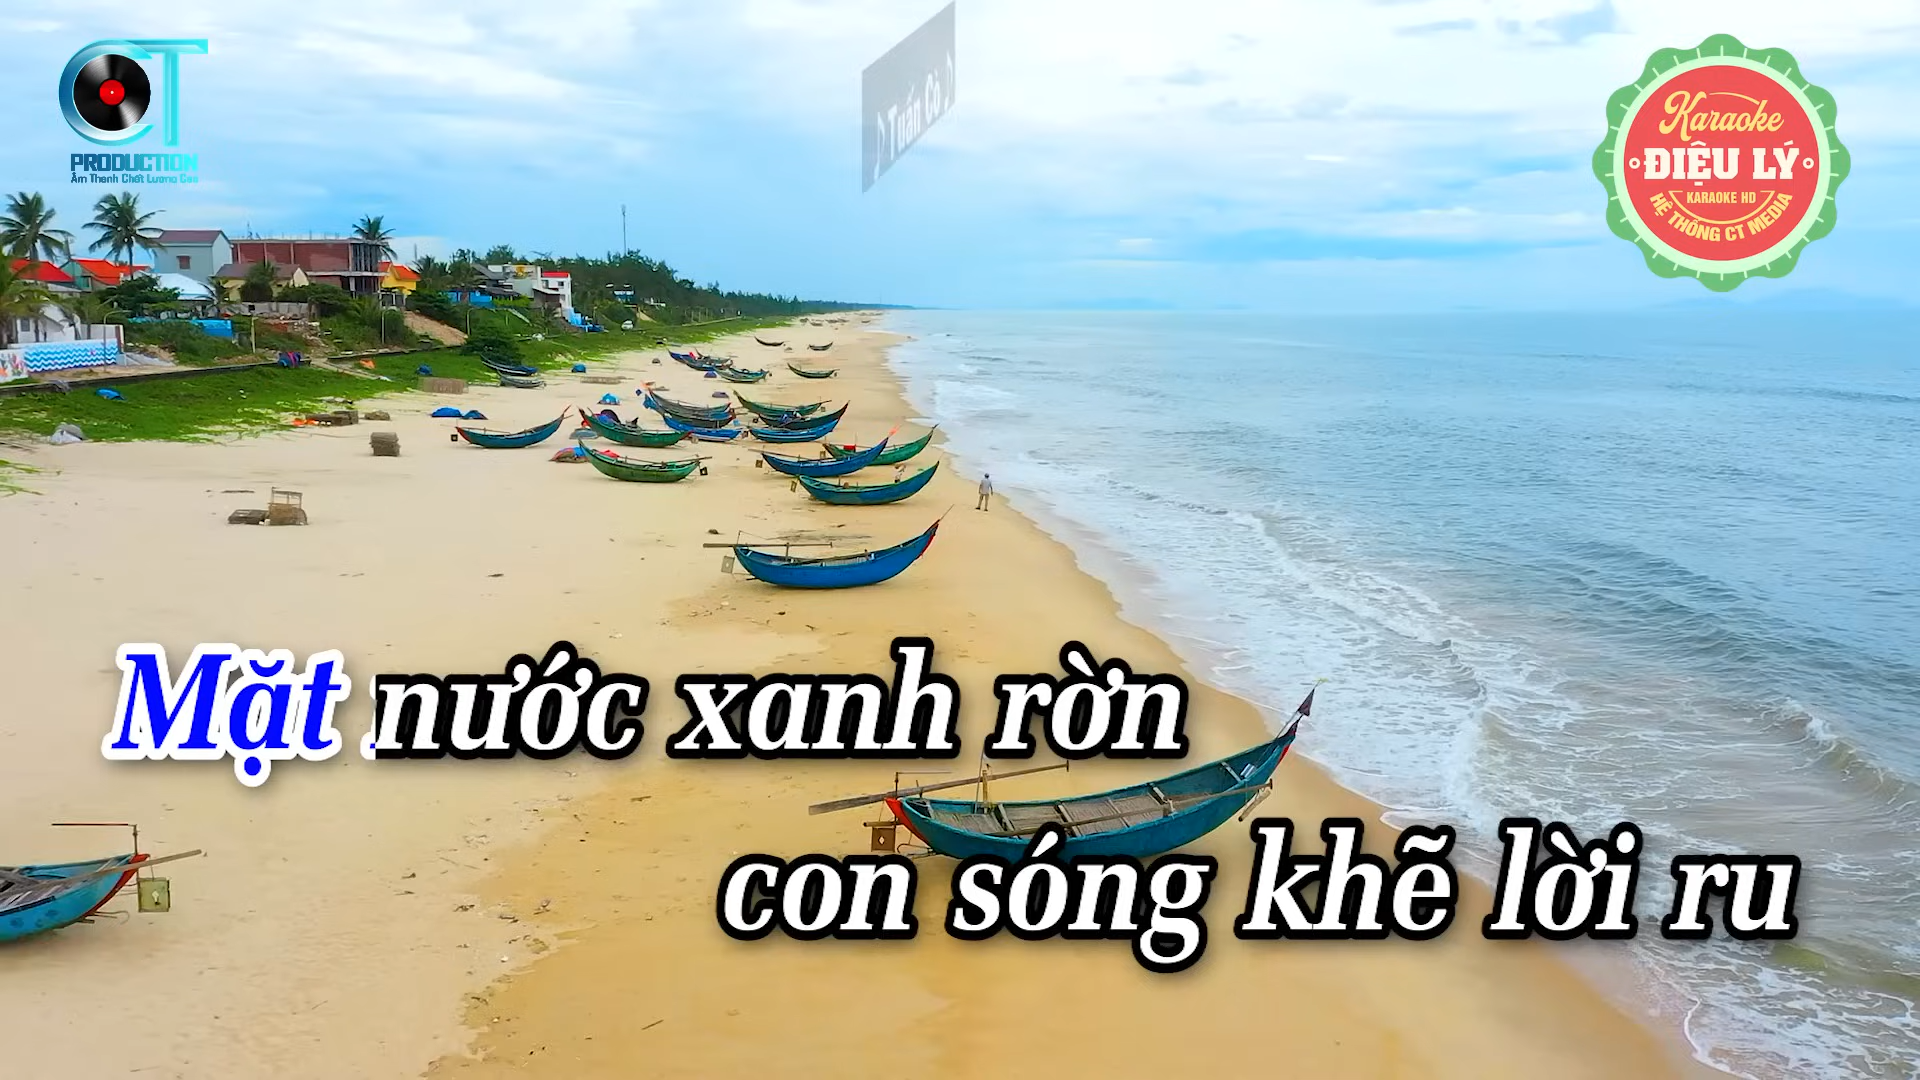 CT
PRODUCTION
Âm Thanh Chất Lượng Cao
♪ Tuấn Cò ♪
Karaoke
ĐIỆU LÝ
KARAOKE HD
HỆ THỐNG CT MEDIA
Mặt nước xanh rờn
con sóng khẽ lời ru